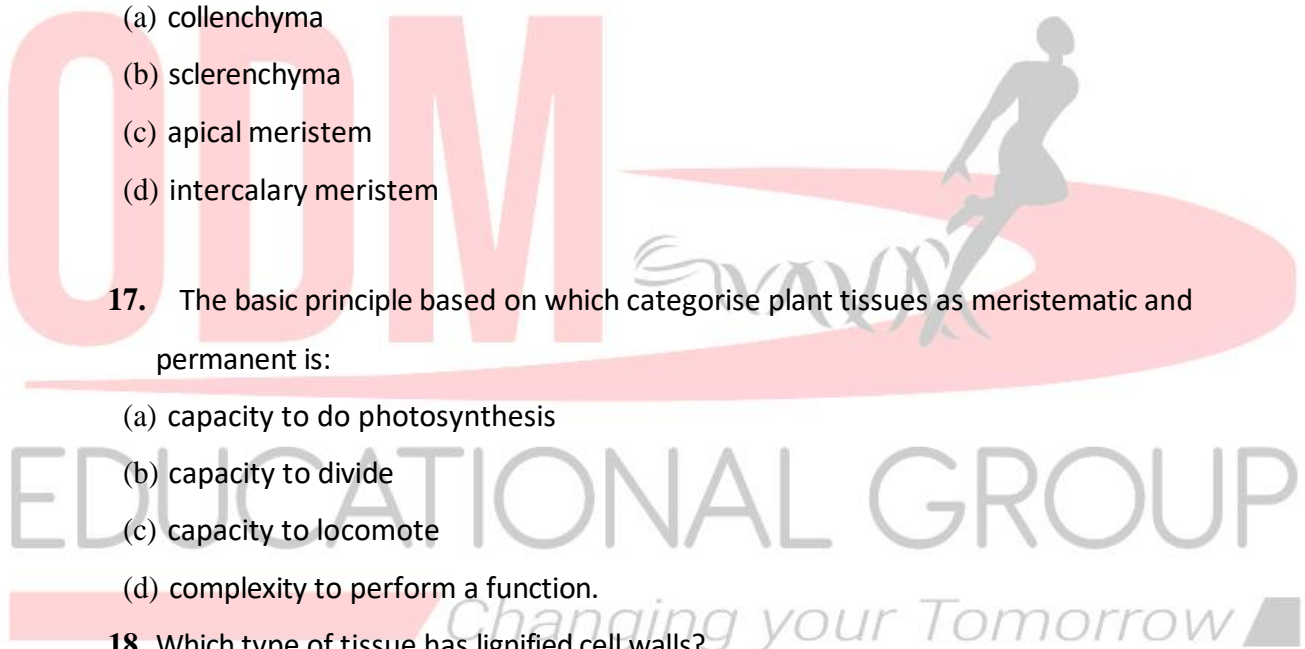 (a) collenchyma
(b) sclerenchyma
(c) apical meristem
(d) intercalary meristem
17. The basic principle based on which categorise plant tissues as meristematic and
permanent is:
(a) capacity to do photosynthesis
(b) capacity to divide
(c) capacity to locomote
(d) complexity to perform a function.
18. Which type of tissue has lignified cell walls?
ODM
EDUCATIONAL GROUP
Changing your Tomorrow